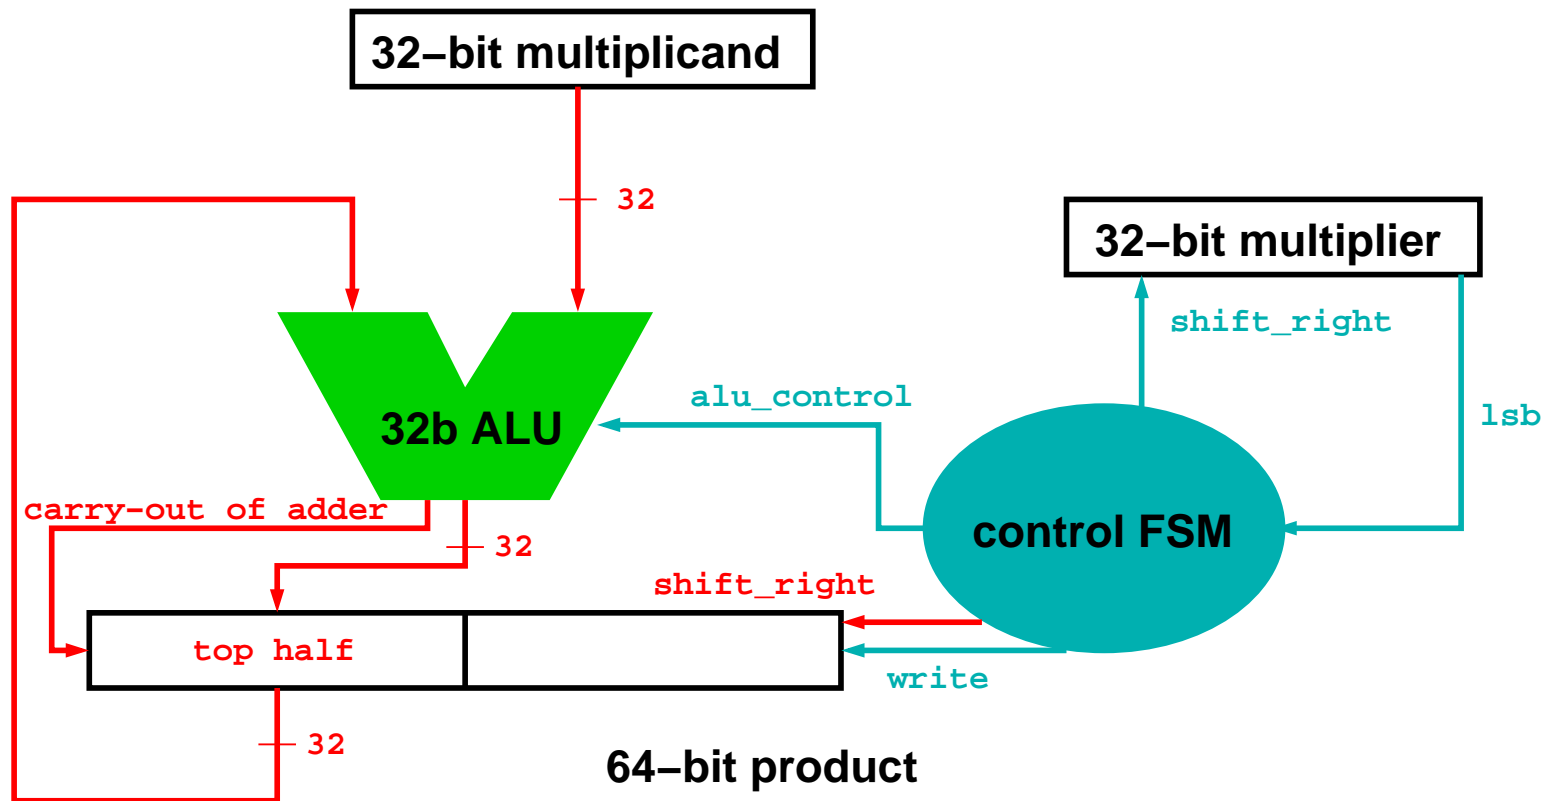 32–bit multiplicand
32
32–bit multiplier
shift_right
alu_control
lsb
32b ALU
carry-out of adder
control FSM
32
shift_right
top half
write
32
64–bit product